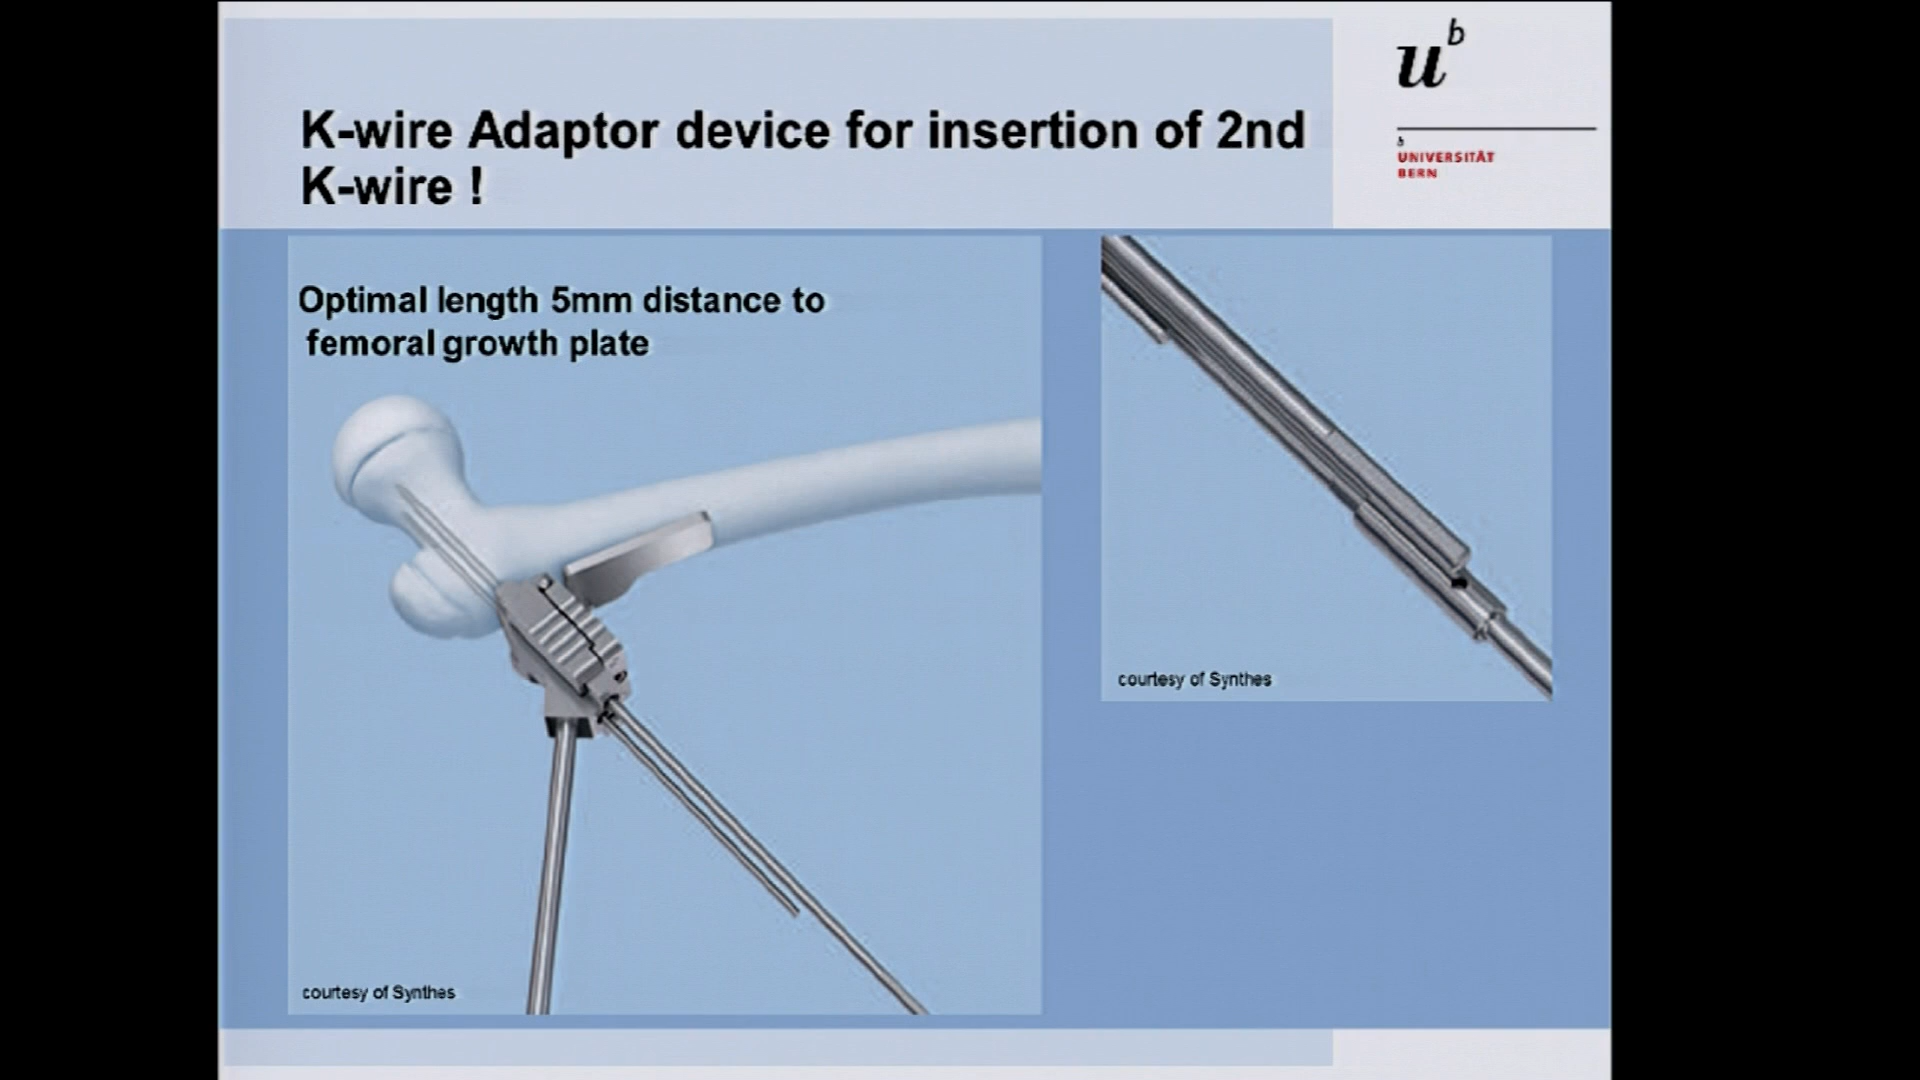 K-wire Adaptor device for insertion of 2nd
K-wire !
u b
b
UNIVERSITÄT
BERN
Optimal length 5mm distance to
femoral growth plate
courtesy of Synthes
courtesy of Synthes